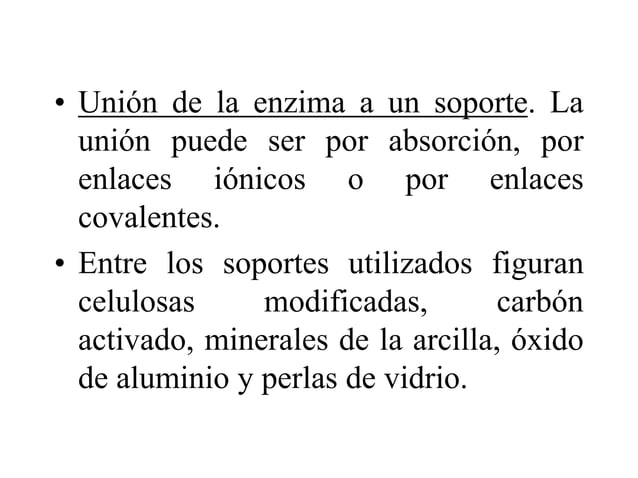 • Unión de la enzima a un soporte. La
unión puede ser por absorción, por
enlaces iónicos o por enlaces
covalentes.
• Entre los soportes utilizados figuran
celulosas modificadas, carbón
activado, minerales de la arcilla, óxido
de aluminio y perlas de vidrio.